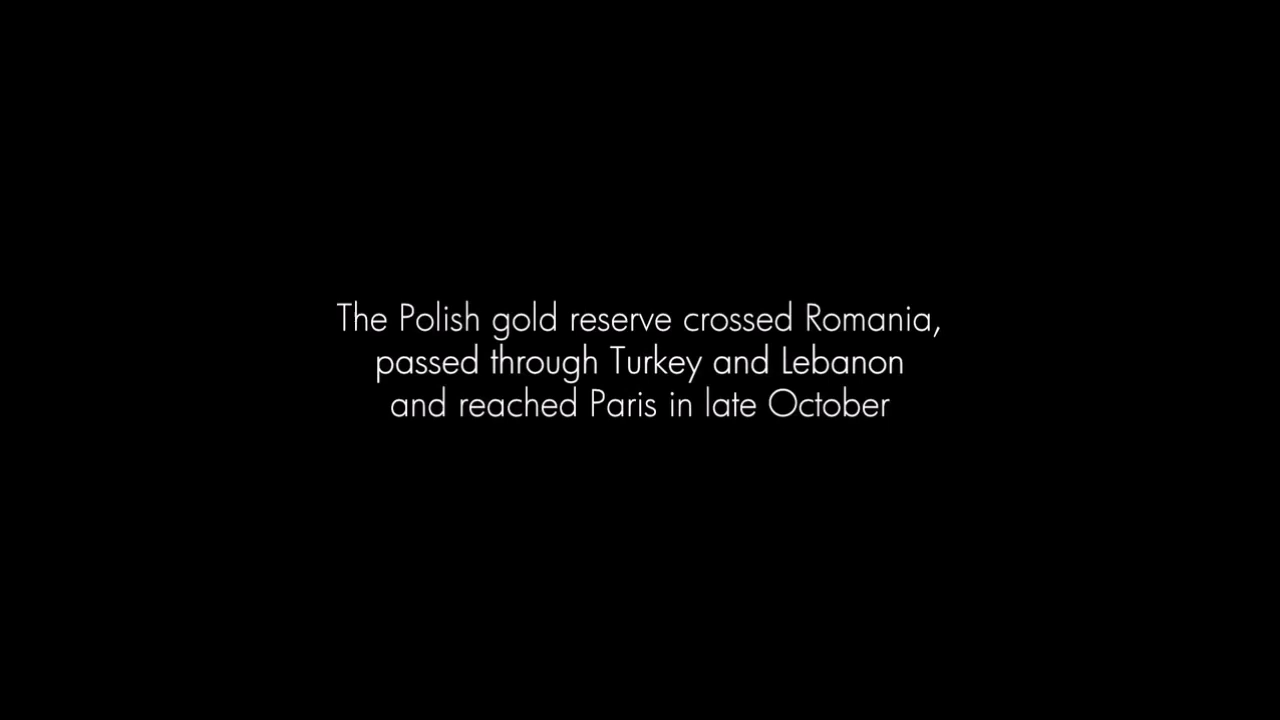 The Polish gold reserve crossed Romania,
passed through Turkey and Lebanon
and reached Paris in late October